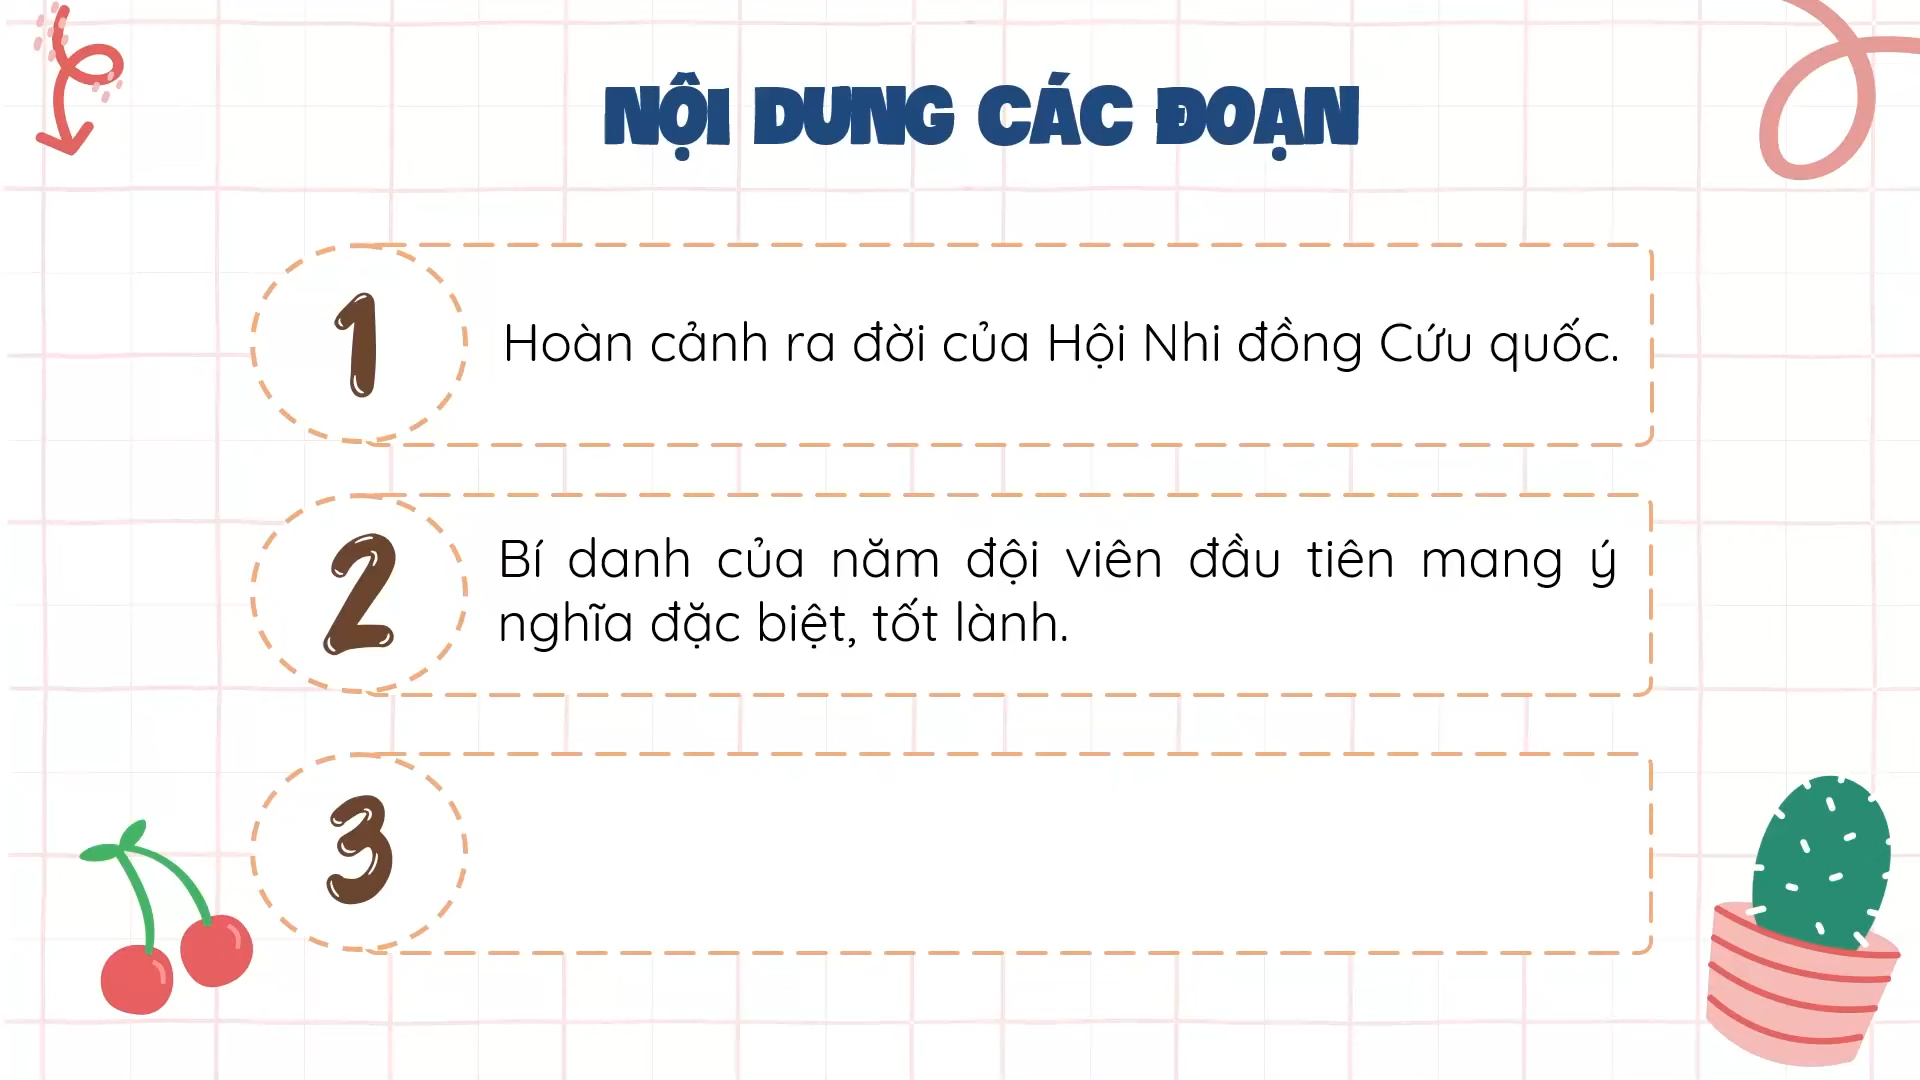 NỘI DUNG CÁC ĐOẠN
1
Hoàn cảnh ra đời của Hội Nhi đồng Cứu quốc.
2
Bí danh của năm đội viên đầu tiên mang ý
nghĩa đặc biệt, tốt lành.
3